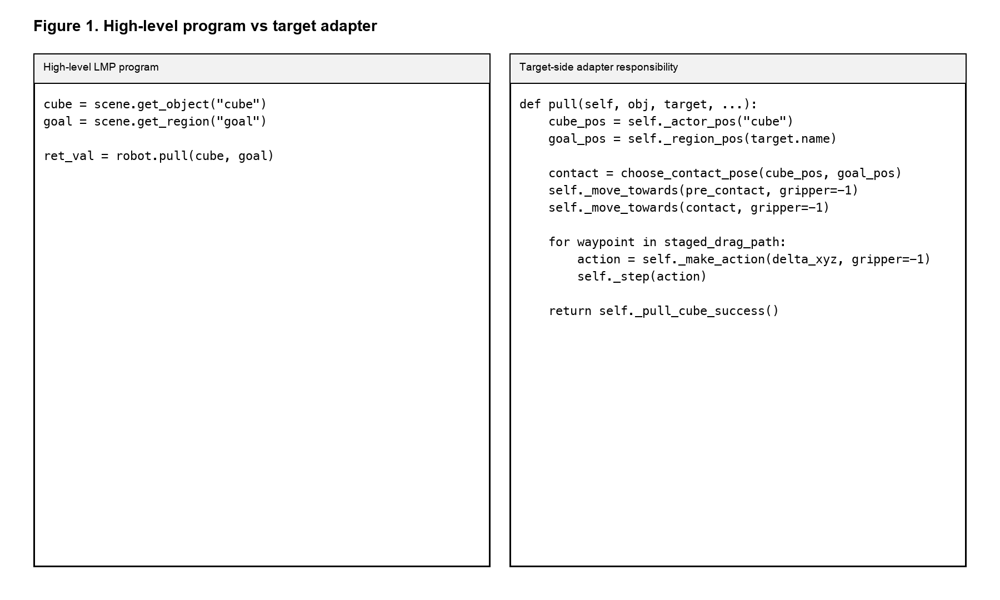 Figure 1. High-level program vs target adapter
High-level LMP program
cube = scene.get_object("cube")
goal = scene.get_region("goal")
ret_val = robot.pull(cube, goal)
Target-side adapter responsibility
def pull(self, obj, target, ...):
    cube_pos = self._actor_pos("cube")
    goal_pos = self._region_pos(target.name)
    contact = choose_contact_pose(cube_pos, goal_pos)
    self._move_towards(pre_contact, gripper=−1)
    self._move_towards(contact, gripper=−1)
    for waypoint in staged_drag_path:
        action = self._make_action(delta_xyz, gripper=−1)
        self._step(action)
    return self._pull_cube_success()